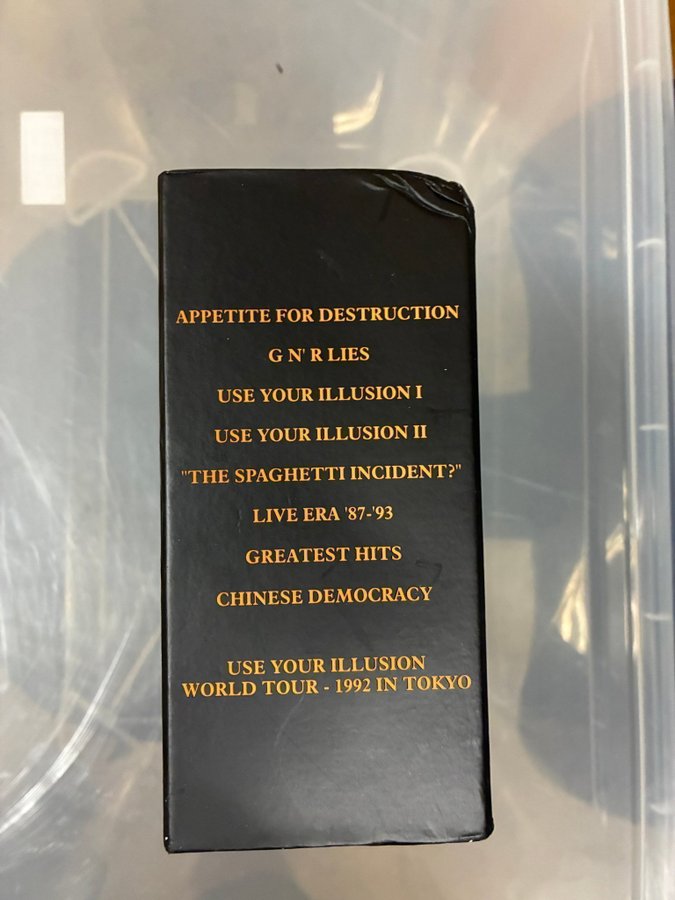 APPETITE FOR DESTRUCTION
G N' R LIES
USE YOUR ILLUSION I
USE YOUR ILLUSION II
"THE SPAGHETTI INCIDENT?"
LIVE ERA '87-'93
GREATEST HITS
CHINESE DEMOCRACY
USE YOUR ILLUSION
WORLD TOUR - 1992 IN TOKYO